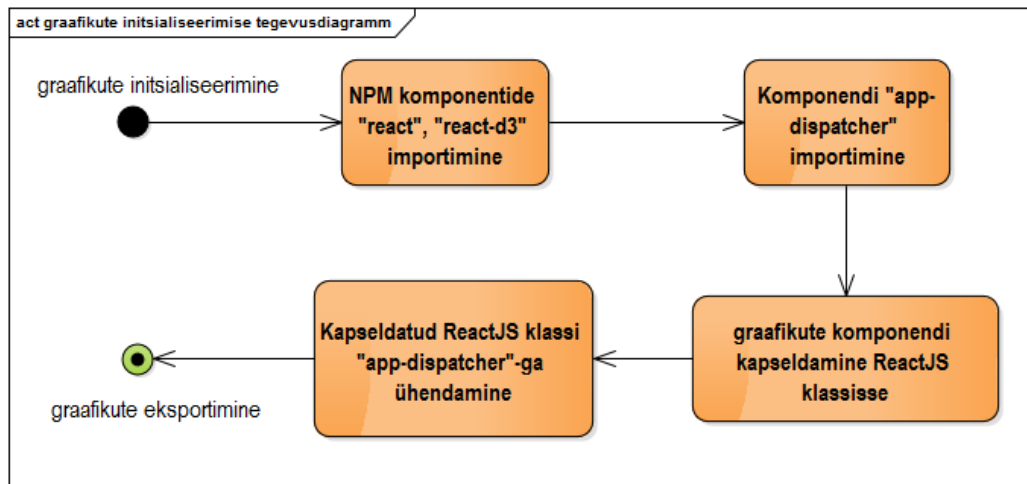 act graafikute initsialiseerimise tegevusdiagramm
graafikute initsialiseerimine
NPM komponentide
"react", "react-d3"
importimine
Komponendi "app-
dispatcher"
importimine
graafikute komponendi
kapseldamine ReactJS
klassisse
Kapseldatud ReactJS klassi
"app-dispatcher"-ga
ühendamine
graafikute eksportimine